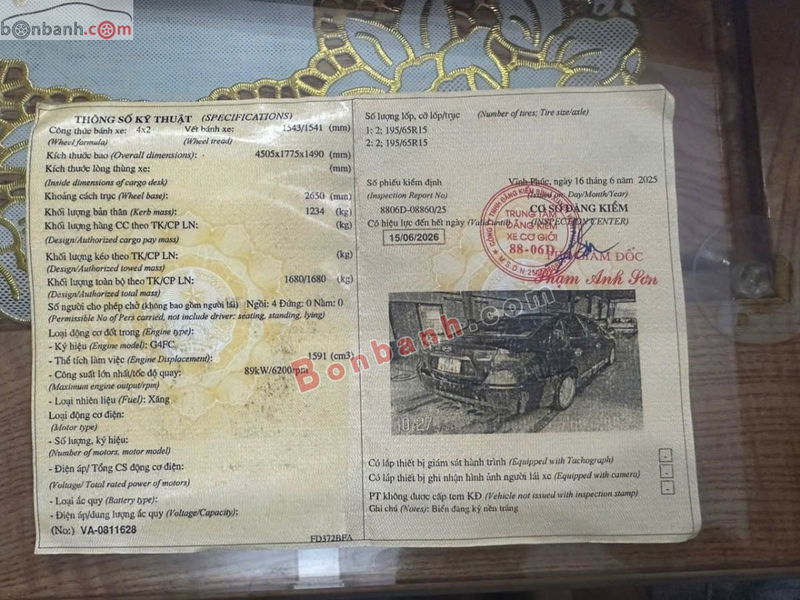 bonbanh.com
THÔNG SỐ KỸ THUẬT (SPECIFICATIONS)
Công thức bánh xe: 4x2 Vết bánh xe: 1543/1541 (mm)
(Wheel formula) (Wheel tread)
Kích thước bao (Overall dimensions): 4505x1775x1490 (mm)
Kích thước lòng thùng xe: (mm)
(Inside dimensions of cargo desk)
Khoảng cách trục (Wheel base): 2650 (mm)
Khối lượng bản thân (Kerb mass): 1234 (kg)
Khối lượng hàng CC theo TK/CP LN: (kg)
(Design/Authorized cargo pay mass)
Khối lượng kéo theo TK/CP LN: (kg)
(Design/Authorized towed mass)
Khối lượng toàn bộ theo TK/CP LN: 1680/1680 (kg)
(Design/Authorized total mass)
Số người cho phép chở (không bao gồm người lái) Ngồi: 4 Đứng: 0 Nằm: 0
(Permissible No of Pers carried, not include driver: seating, standing, lying)
Loại động cơ đốt trong (Engine type):
- Ký hiệu (Engine model): G4FC
- Thể tích làm việc (Engine Displacement): 1591 (cm3)
- Công suất lớn nhất/tốc độ quay: 89kW/6200rpm
(Maximum engine output/rpm)
- Loại nhiên liệu (Fuel): Xăng
Loại động cơ điện:
(Motor type)
- Số lượng, ký hiệu:
(Number of motors, motor model)
- Điện áp/ Tổng CS động cơ điện:
(Voltage/ Total rated power of motors)
- Loại ắc quy (Battery type):
- Điện áp/dung lượng ắc quy (Voltage/Capacity):
(No:) VA-0811628
FD372BFA
Số lượng lốp, cỡ lốp/trục (Number of tires; Tire size/axle)
1: 2; 195/65R15
2: 2; 195/65R15
Số phiếu kiểm định
(Inspection Report No)
8806D-08860/25
Có hiệu lực đến hết ngày (Valid until)
15/06/2026
Vĩnh Phúc, ngày 16 tháng 6 năm 2025
(Issued on: Day/Month/Year)
CƠ SỞ ĐĂNG KIỂM
(INSPECTION CENTER)
TRUNG TÂM
ĐĂNG KIỂM
XE CƠ GIỚI
88-06D
GIÁM ĐỐC
Phạm Anh Sơn
Bonbanh.com
Có lắp thiết bị giám sát hành trình (Equipped with Tachograph) -
Có lắp thiết bị ghi nhận hình ảnh người lái xe (Equipped with camera) -
PT không được cấp tem KĐ (Vehicle not issued with inspection stamp) -
Ghi chú (Notes): Biển đăng ký nền trắng